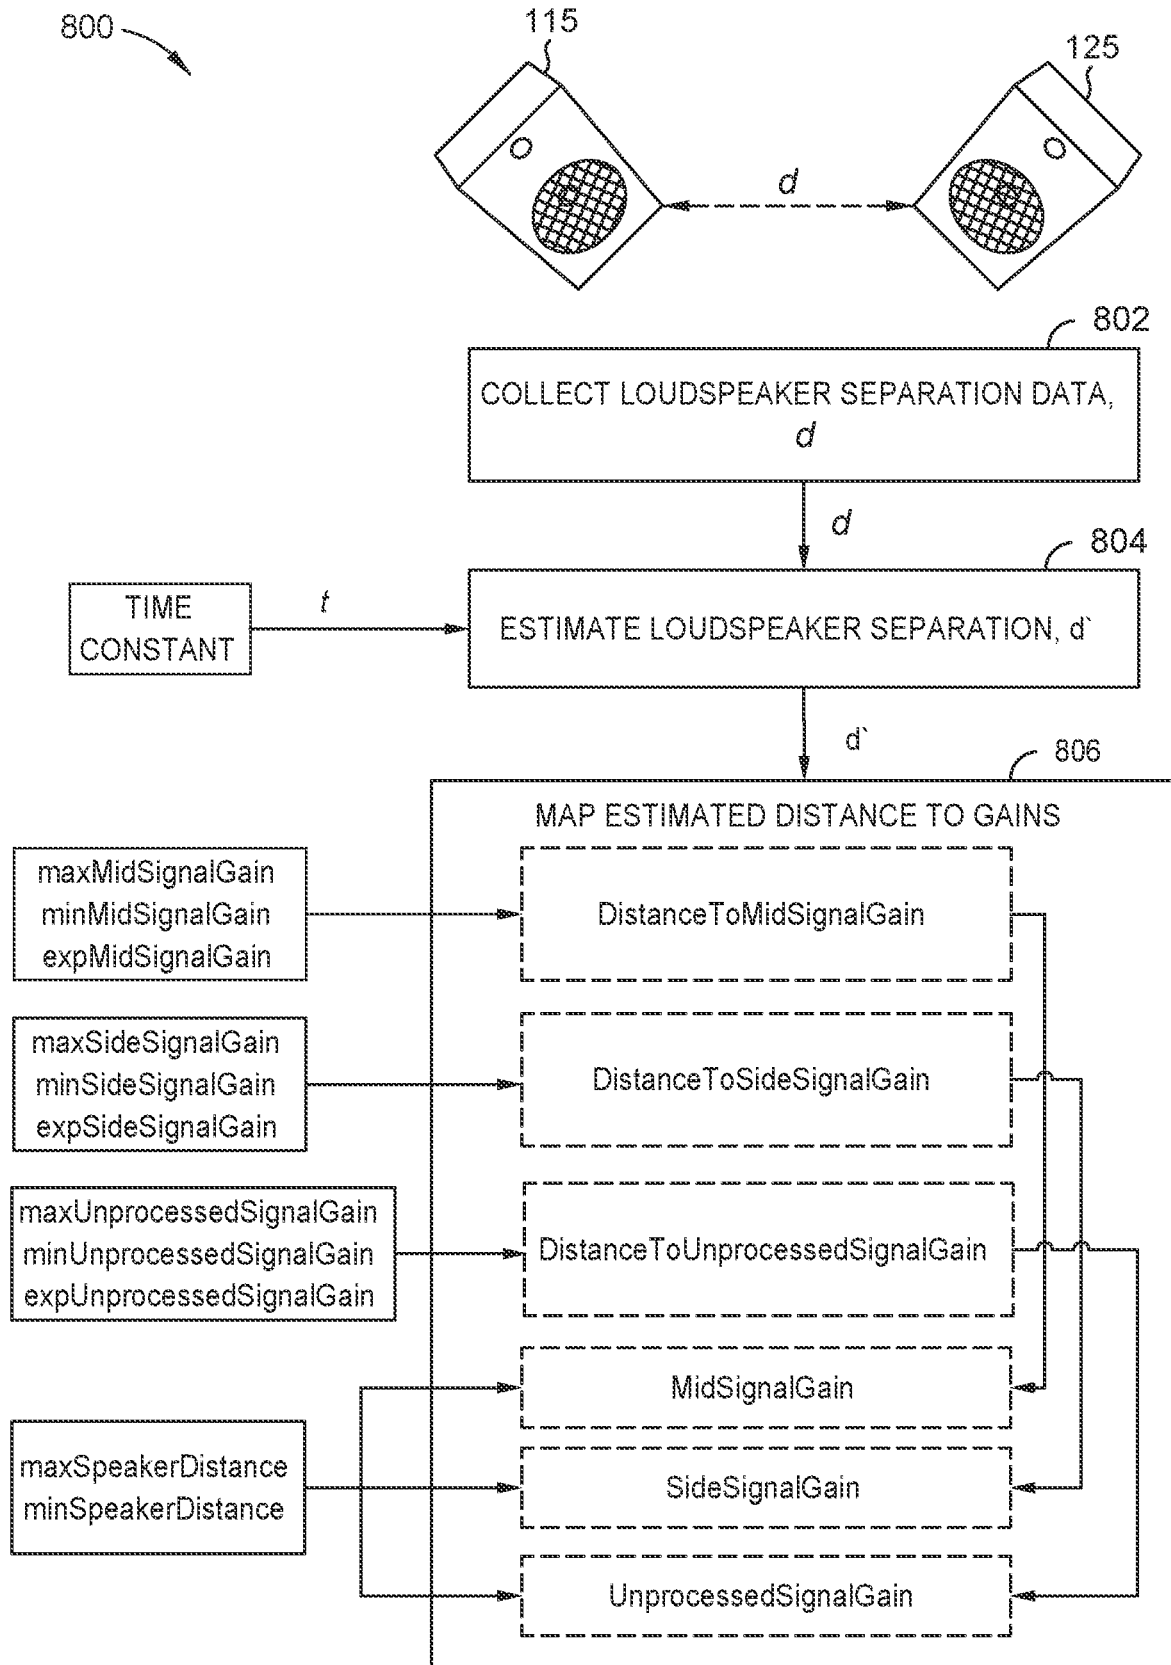 800
115
125
d
802
COLLECT LOUDSPEAKER SEPARATION DATA,
d
d
804
TIME
CONSTANT
t
ESTIMATE LOUDSPEAKER SEPARATION, d`
d`
806
MAP ESTIMATED DISTANCE TO GAINS
maxMidSignalGain
minMidSignalGain
expMidSignalGain
DistanceToMidSignalGain
maxSideSignalGain
minSideSignalGain
expSideSignalGain
DistanceToSideSignalGain
maxUnprocessedSignalGain
minUnprocessedSignalGain
expUnprocessedSignalGain
DistanceToUnprocessedSignalGain
MidSignalGain
maxSpeakerDistance
minSpeakerDistance
SideSignalGain
UnprocessedSignalGain